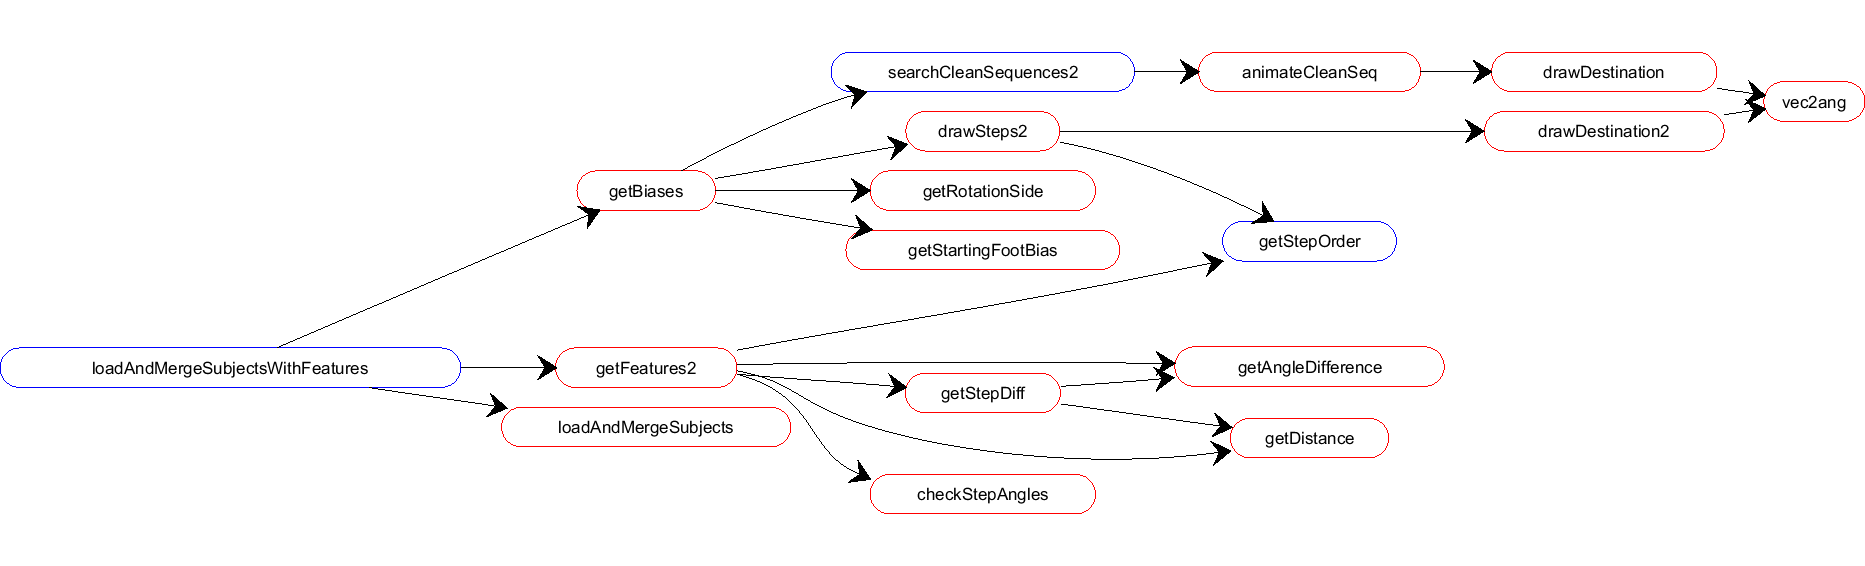 searchCleanSequences2
animateCleanSeq
drawDestination
vec2ang
drawSteps2
drawDestination2
getBiases
getRotationSide
getStartingFootBias
getStepOrder
loadAndMergeSubjectsWithFeatures
getFeatures2
getAngleDifference
getStepDiff
loadAndMergeSubjects
getDistance
checkStepAngles